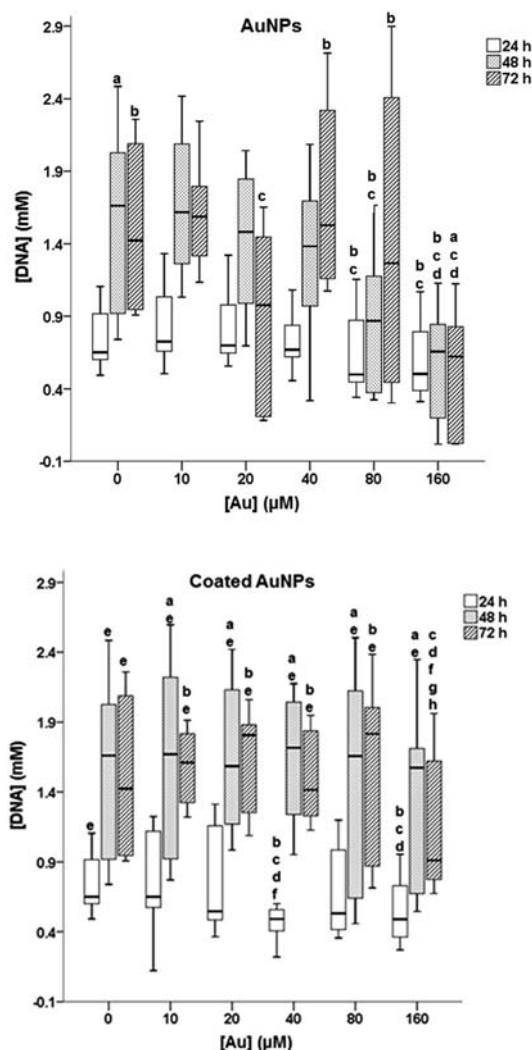 AuNPs
24 h
48 h
72 h
[DNA] (mM)
2.9
2.4
1.9
1.4
0.9
0.4
-0.1
a
b
c
b
b
c
b
c
b
b
c
b
c
d
a
c
d
0
10
20
40
80
160
[Au] (µM)
Coated AuNPs
24 h
48 h
72 h
[DNA] (mM)
2.9
2.4
1.9
1.4
0.9
0.4
-0.1
e
e
e
a
e
b
e
a
e
b
e
b
c
d
f
a
e
b
e
a
e
b
e
b
c
d
a
e
c
d
f
g
h
0
10
20
40
80
160
[Au] (µM)